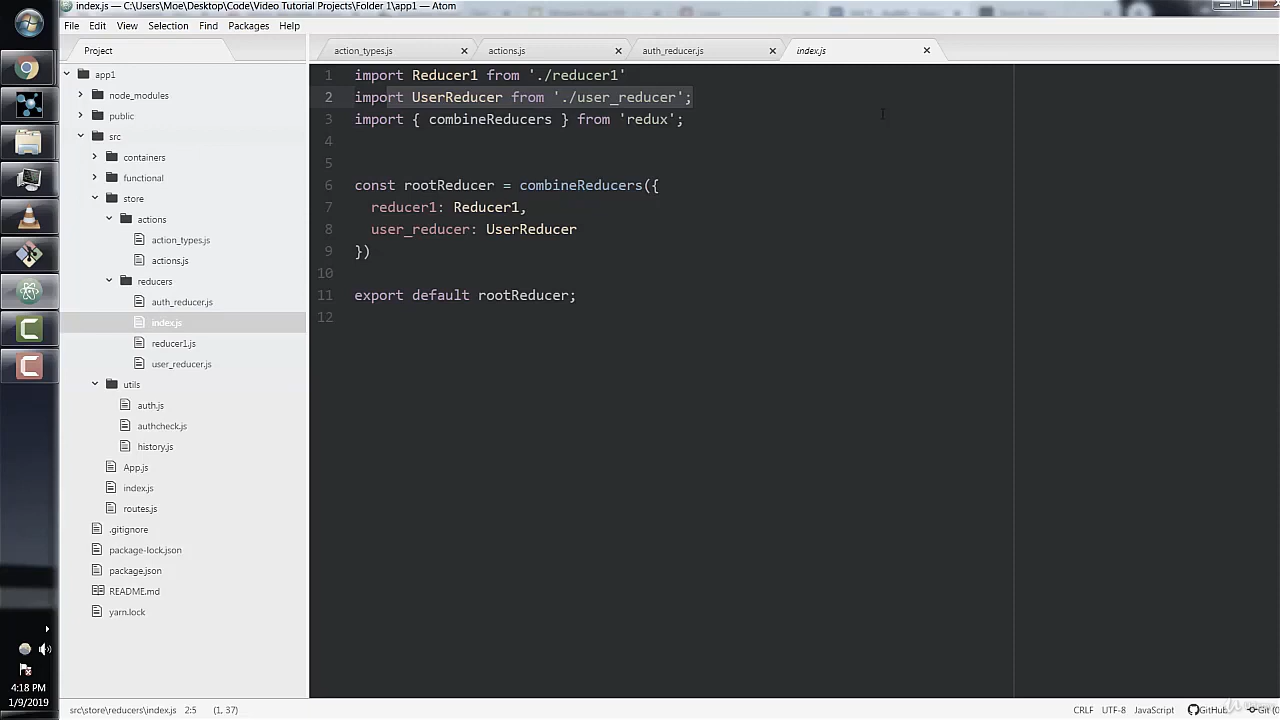 index.js — C:\Users\Moe\Desktop\Code\Video Tutorial Projects\Folder 1\app1 — Atom
File Edit View Selection Find Packages Help
Project
action_types.js
actions.js
auth_reducer.js
index.js
app1
node_modules
public
src
containers
functional
store
actions
action_types.js
actions.js
reducers
auth_reducer.js
index.js
reducer1.js
user_reducer.js
utils
auth.js
authcheck.js
history.js
App.js
index.js
routes.js
.gitignore
package-lock.json
package.json
README.md
yarn.lock
1 import Reducer1 from './reducer1'
2 import UserReducer from './user_reducer';
3 import { combineReducers } from 'redux';
4
5
6 const rootReducer = combineReducers({
7 reducer1: Reducer1,
8 user_reducer: UserReducer
9 })
10
11 export default rootReducer;
12
4:18 PM
1/9/2019
src\store\reducers\index.js 2:5 (1, 37)
CRLF UTF-8 JavaScript GitHub Git (0